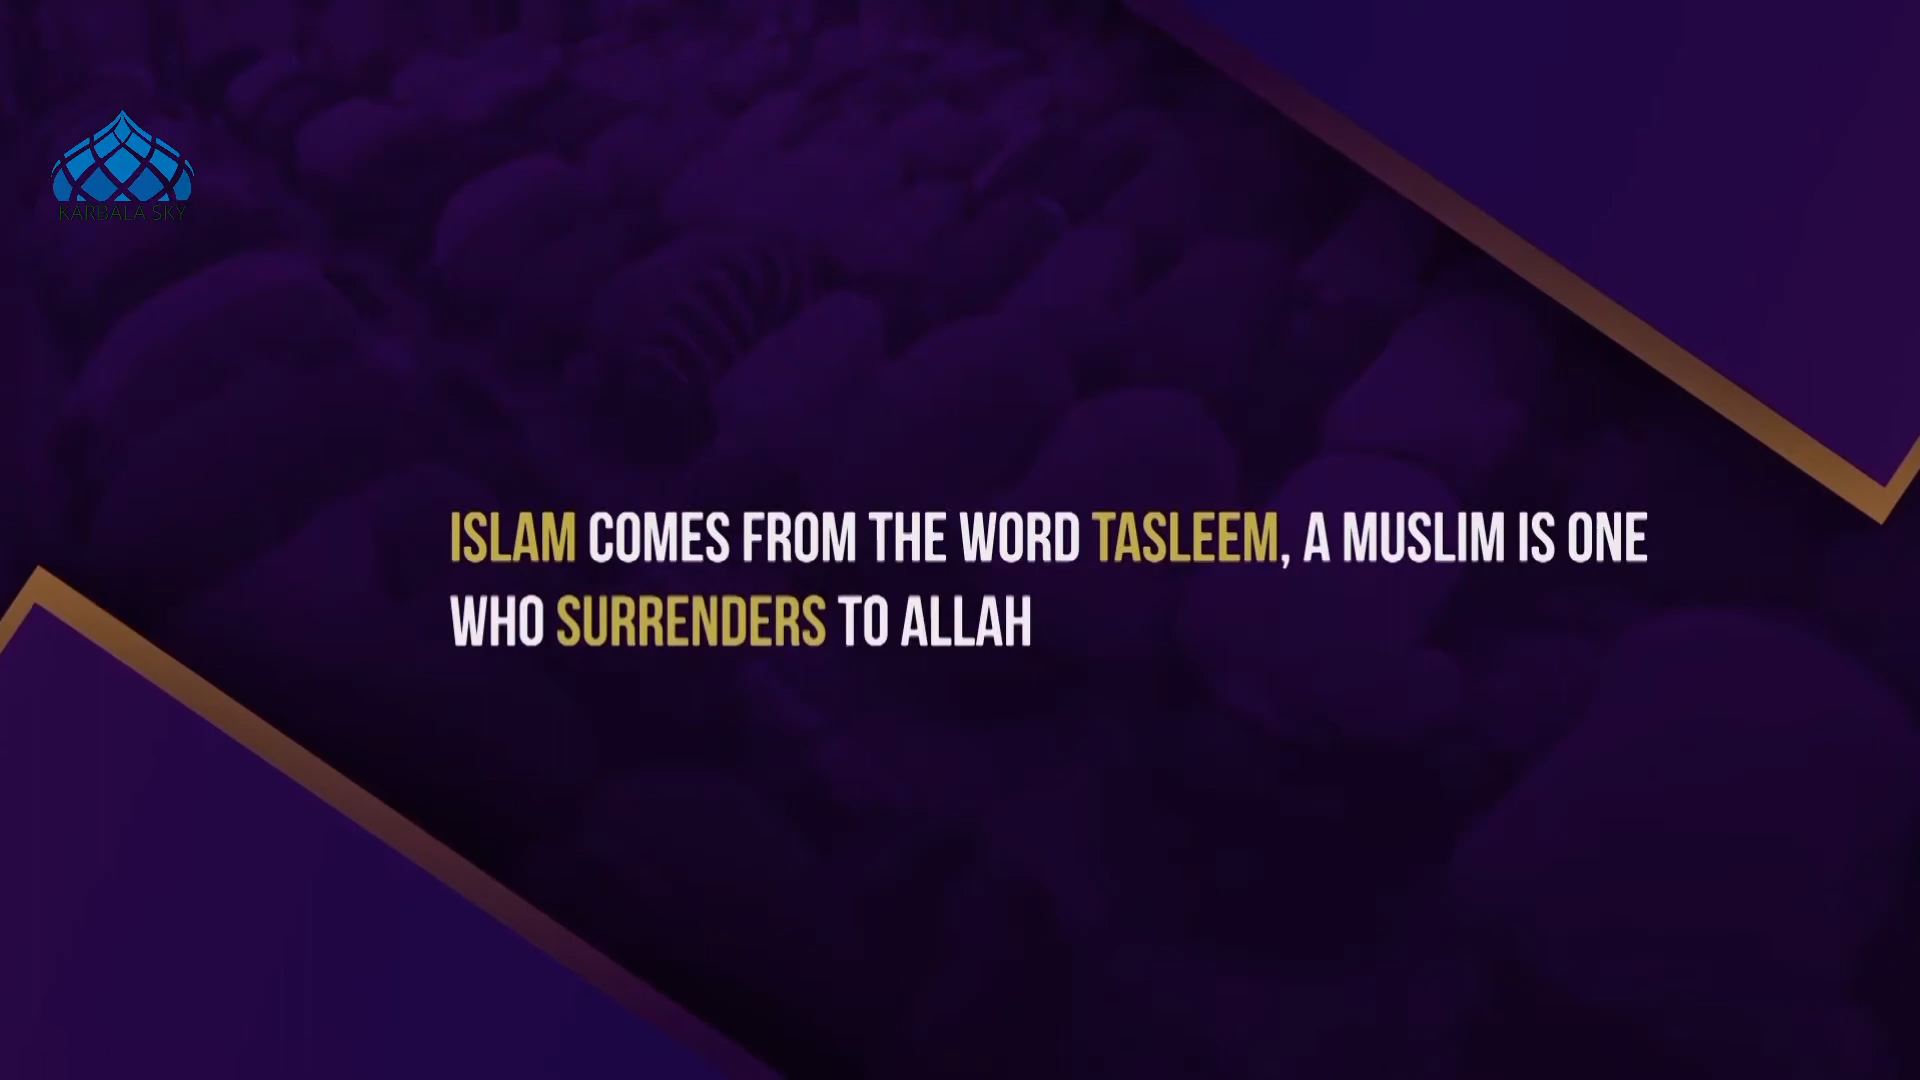 KARBALA SKY
ISLAM COMES FROM THE WORD TASLEEM, A MUSLIM IS ONE
WHO SURRENDERS TO ALLAH